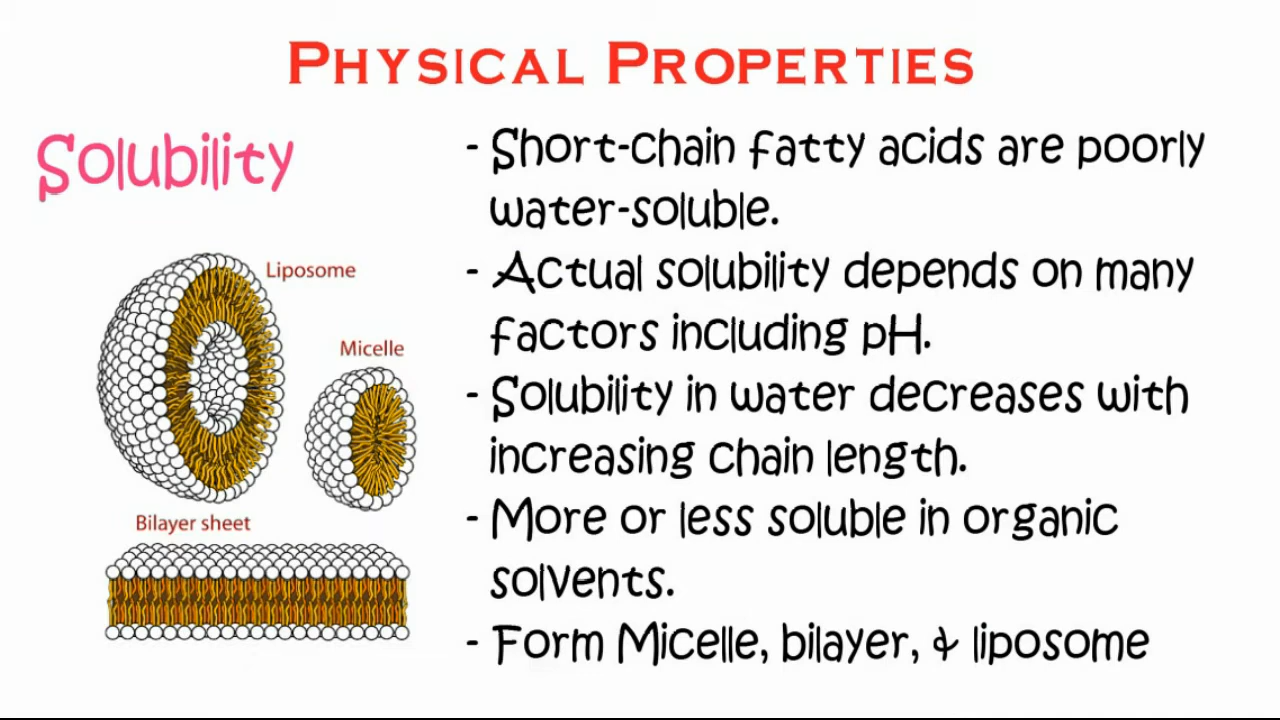 PHYSICAL PROPERTIES
Solubility
Liposome
Micelle
Bilayer sheet
- Short-chain fatty acids are poorly
water-soluble.
- Actual solubility depends on many
factors including pH.
- Solubility in water decreases with
increasing chain length.
- More or less soluble in organic
solvents.
- Form Micelle, bilayer, & liposome